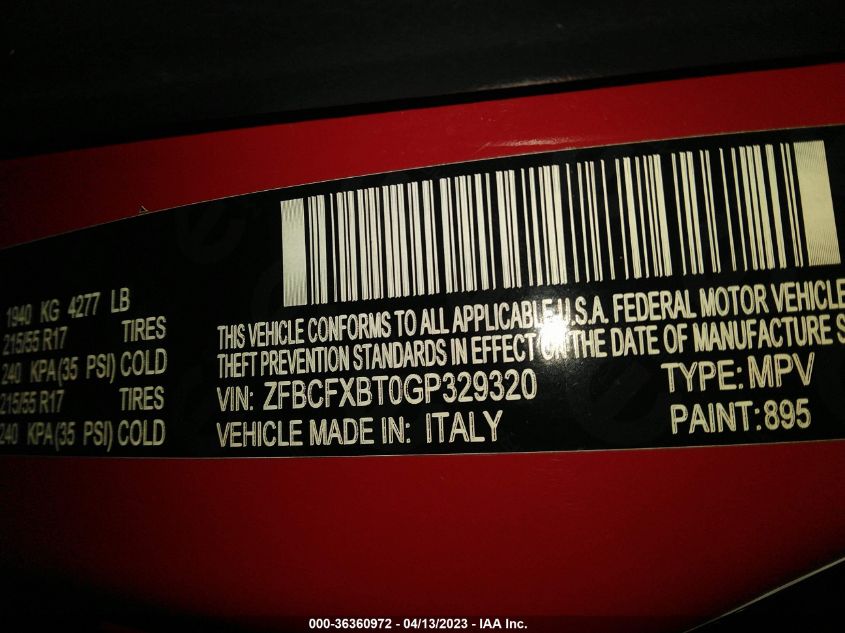 1940 KG 4277 LB
215/55 R17 TIRES
240 KPA(35 PSI) COLD
215/55 R17 TIRES
240 KPA(35 PSI) COLD
THIS VEHICLE CONFORMS TO ALL APPLICABLE U.S.A. FEDERAL MOTOR VEHICLE
THEFT PREVENTION STANDARDS IN EFFECT ON THE DATE OF MANUFACTURE S
VIN: ZFBCFXBT0GP329320 TYPE: MPV
VEHICLE MADE IN: ITALY PAINT: 895
000-36360972 - 04/13/2023 - IAA Inc.